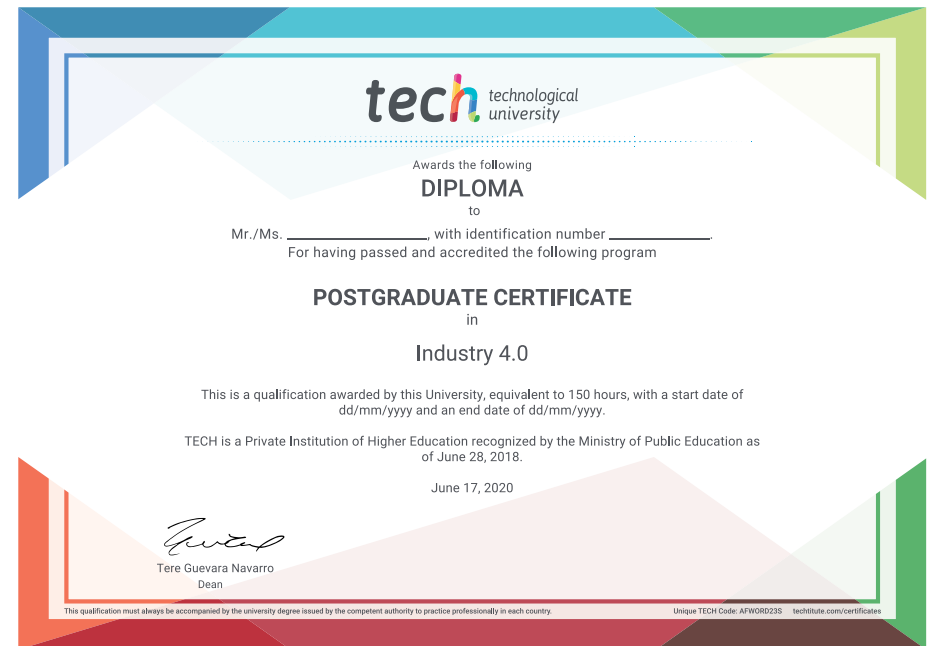 tech technological
university
Awards the following
DIPLOMA
to
Mr./Ms. ____________________, with identification number ______________.
For having passed and accredited the following program
POSTGRADUATE CERTIFICATE
in
Industry 4.0
This is a qualification awarded by this University, equivalent to 150 hours, with a start date of
dd/mm/yyyy and an end date of dd/mm/yyyy.
TECH is a Private Institution of Higher Education recognized by the Ministry of Public Education as
of June 28, 2018.
June 17, 2020
Tere Guevara Navarro
Dean
This qualification must always be accompanied by the university degree issued by the competent authority to practice professionally in each country.
Unique TECH Code: AFWORD23S techtitute.com/certificates